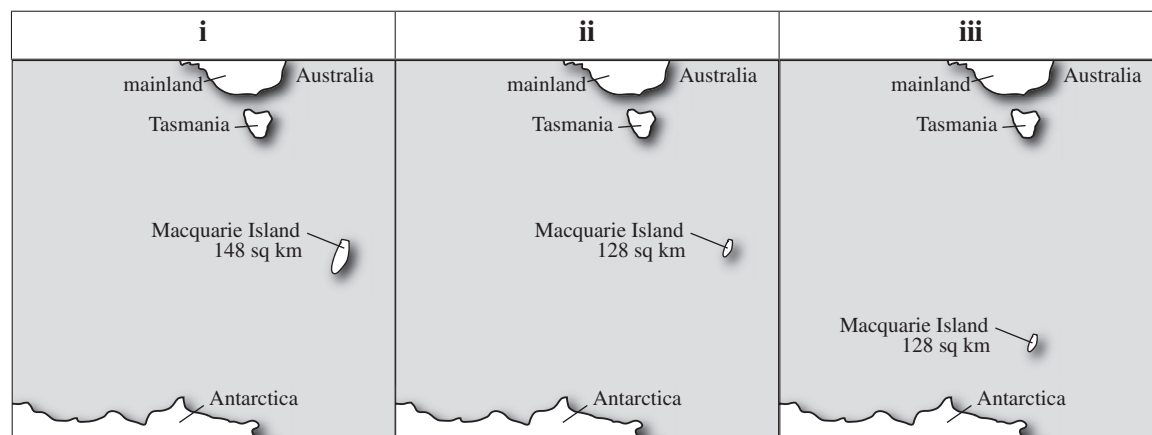 i
ii
iii
mainland
Australia
Tasmania
Macquarie Island
148 sq km
Antarctica
mainland
Australia
Tasmania
Macquarie Island
128 sq km
Antarctica
mainland
Australia
Tasmania
Macquarie Island
128 sq km
Antarctica